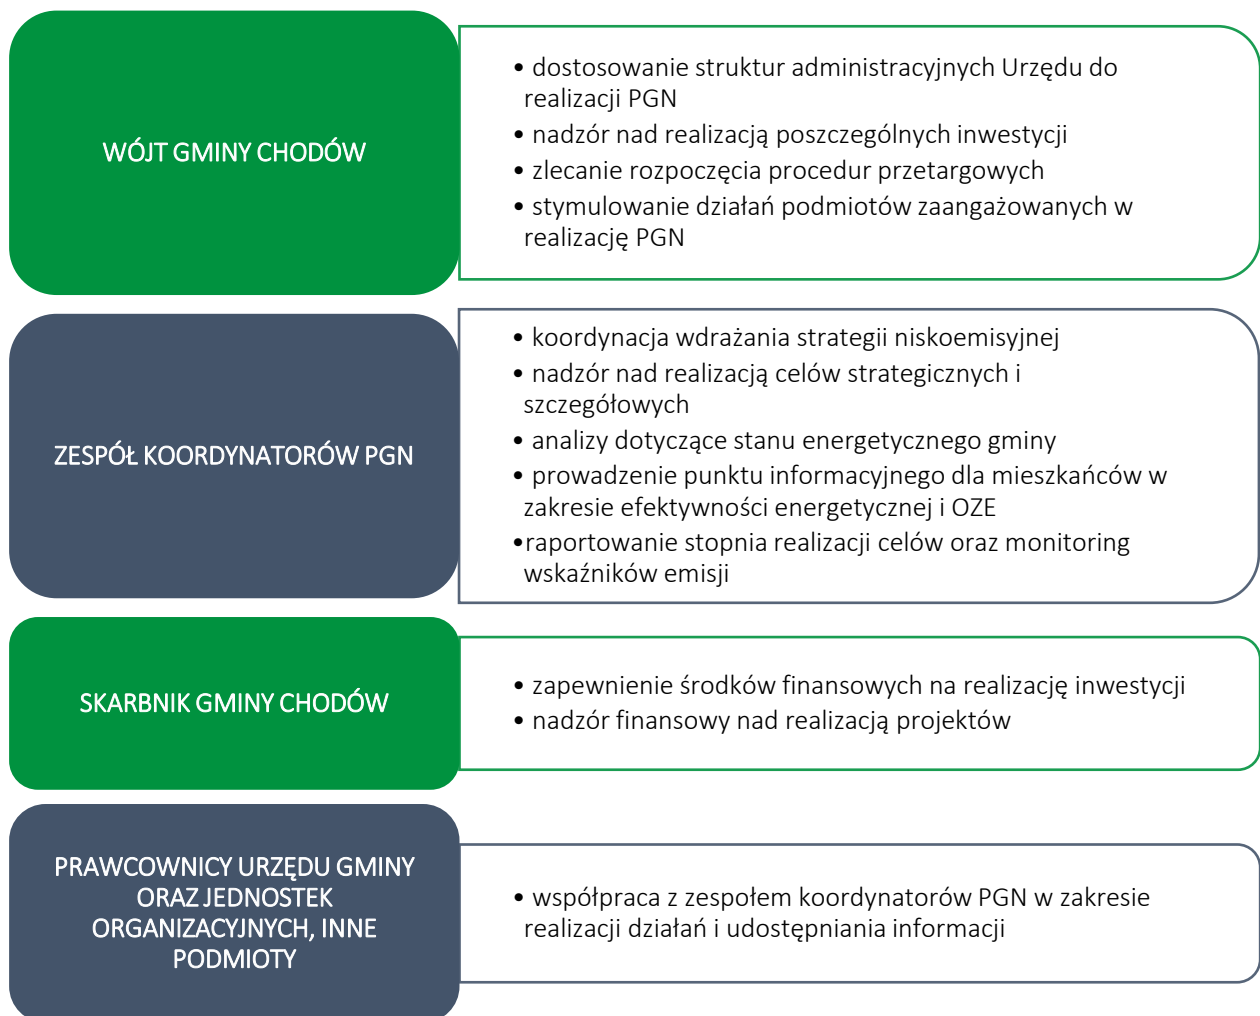 WÓJT GMINY CHODÓW
• dostosowanie struktur administracyjnych Urzędu do
realizacji PGN
• nadzór nad realizacją poszczególnych inwestycji
• zlecanie rozpoczęcia procedur przetargowych
• stymulowanie działań podmiotów zaangażowanych w
realizację PGN
ZESPÓŁ KOORDYNATORÓW PGN
• koordynacja wdrażania strategii niskoemisyjnej
• nadzór nad realizacją celów strategicznych i
szczegółowych
• analizy dotyczące stanu energetycznego gminy
• prowadzenie punktu informacyjnego dla mieszkańców w
zakresie efektywności energetycznej i OZE
•raportowanie stopnia realizacji celów oraz monitoring
wskaźników emisji
SKARBNIK GMINY CHODÓW
• zapewnienie środków finansowych na realizację inwestycji
• nadzór finansowy nad realizacją projektów
PRAWCOWNICY URZĘDU GMINY
ORAZ JEDNOSTEK
ORGANIZACYJNYCH, INNE
PODMIOTY
• współpraca z zespołem koordynatorów PGN w zakresie
realizacji działań i udostępniania informacji